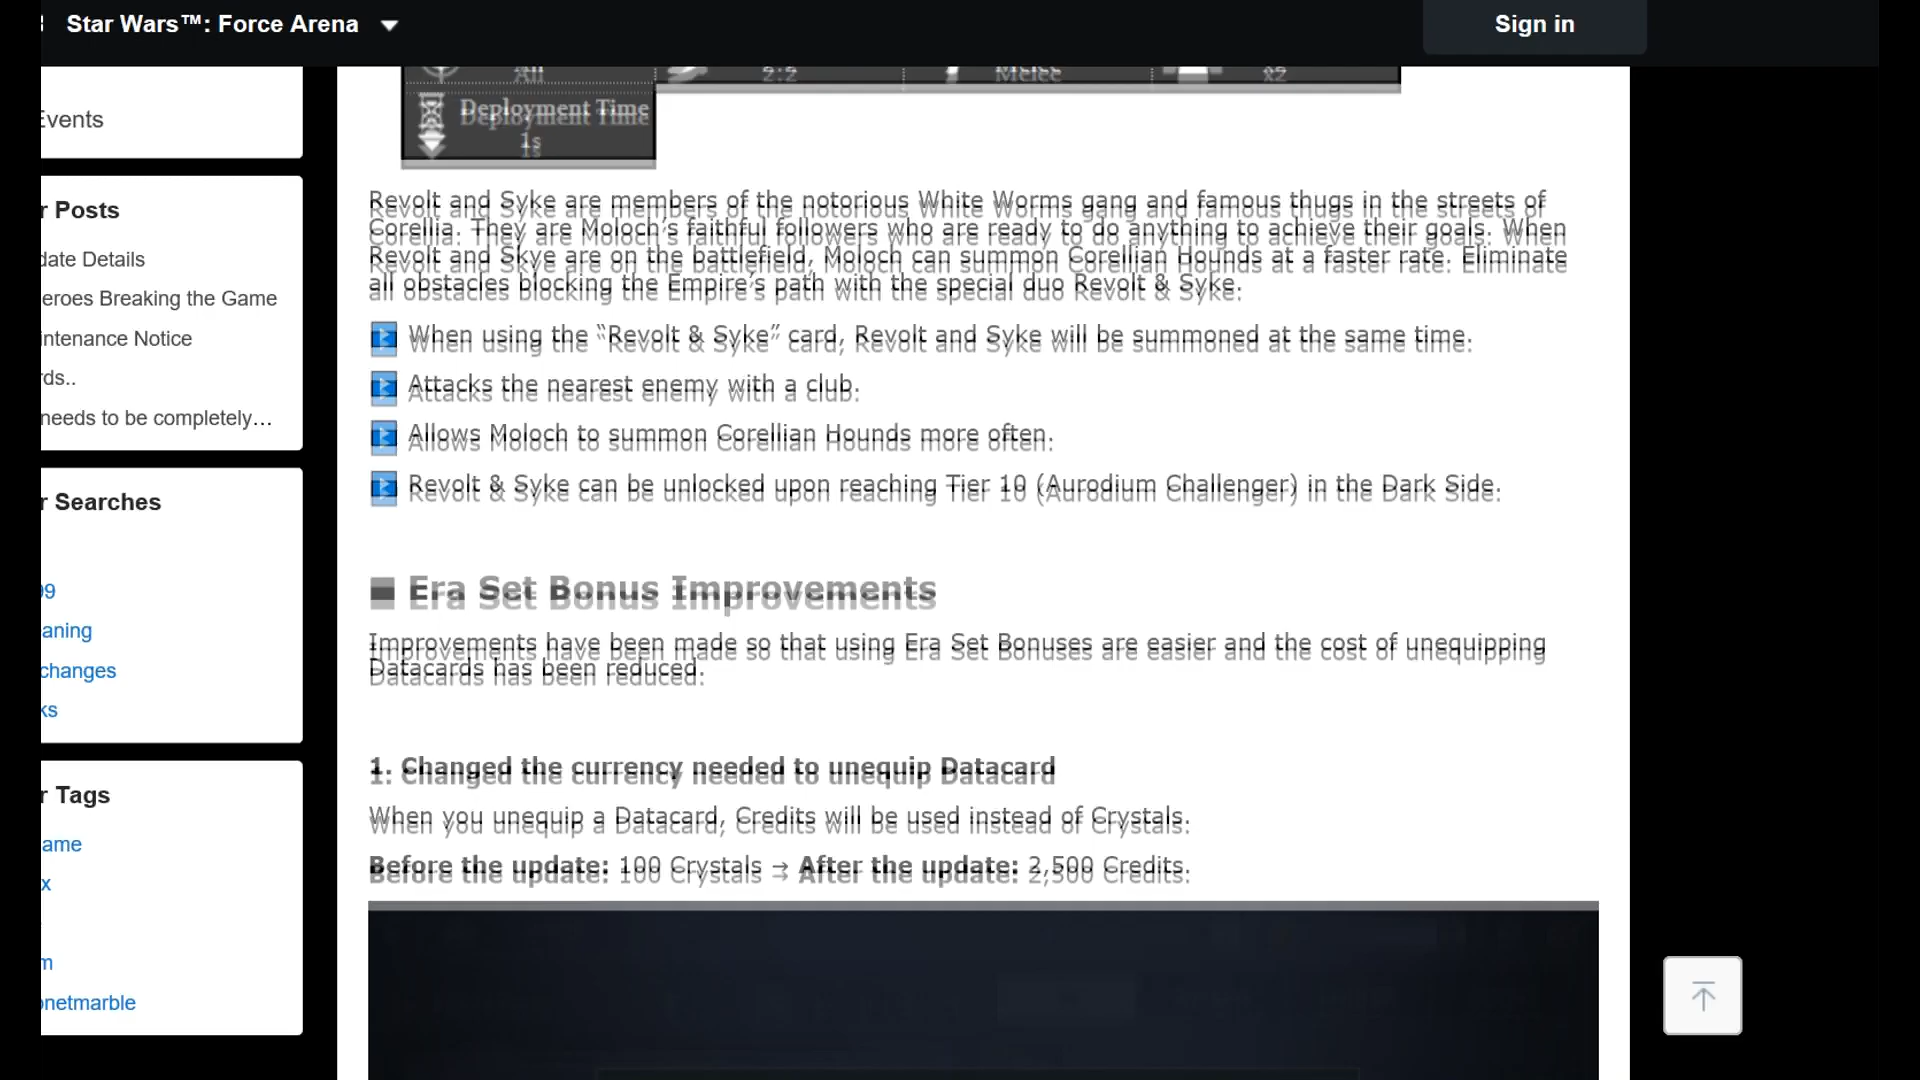 Star Wars™: Force Arena
Sign in
All
2:2
Melee
x2
Deployment Time
1s
Events
r Posts
date Details
eroes Breaking the Game
intenance Notice
rds..
needs to be completely...
r Searches
99
eaning
changes
ks
r Tags
ame
x
m
onetmarble
Revolt and Syke are members of the notorious White Worms gang and famous thugs in the streets of
Corellia. They are Moloch's faithful followers who are ready to do anything to achieve their goals. When
Revolt and Skye are on the battlefield, Moloch can summon Corellian Hounds at a faster rate. Eliminate
all obstacles blocking the Empire's path with the special duo Revolt & Syke.
When using the “Revolt & Syke” card, Revolt and Syke will be summoned at the same time.
Attacks the nearest enemy with a club.
Allows Moloch to summon Corellian Hounds more often.
Revolt & Syke can be unlocked upon reaching Tier 10 (Aurodium Challenger) in the Dark Side.
■ Era Set Bonus Improvements
Improvements have been made so that using Era Set Bonuses are easier and the cost of unequipping
Datacards has been reduced.
1. Changed the currency needed to unequip Datacard
When you unequip a Datacard, Credits will be used instead of Crystals.
Before the update: 100 Crystals → After the update: 2,500 Credits.